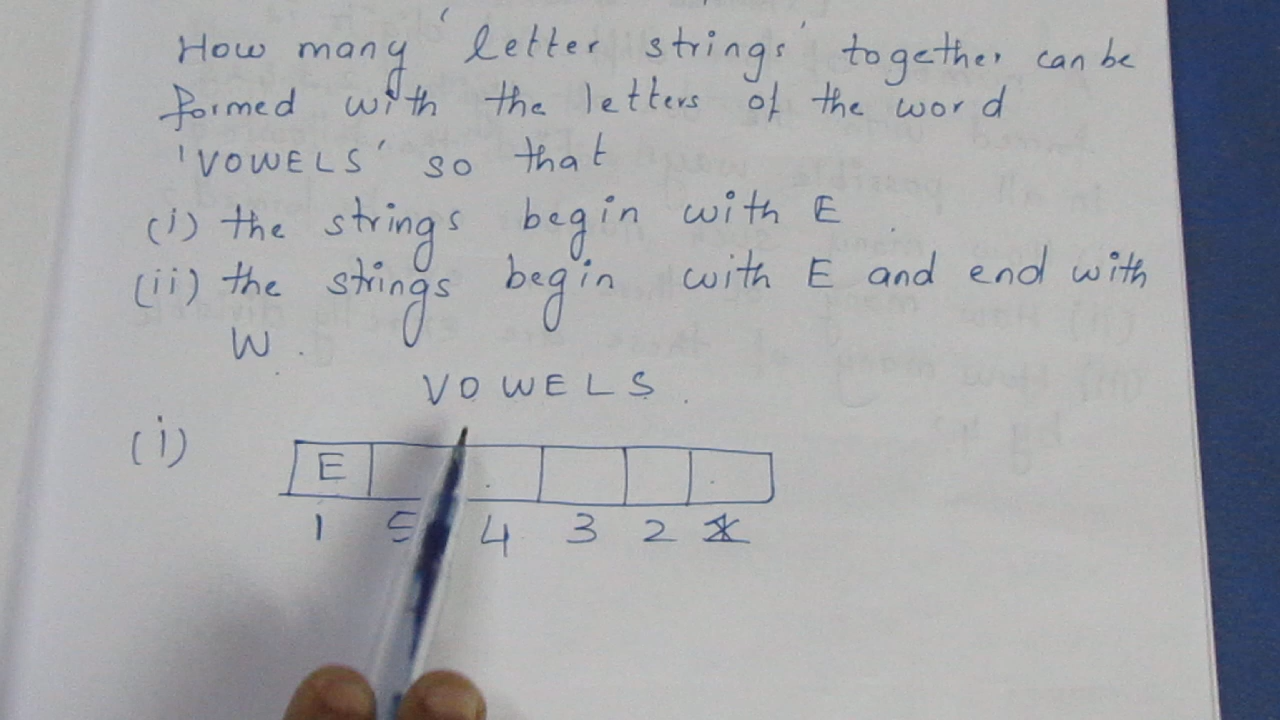 How many 'letter strings' together can be
formed with the letters of the word
'VOWELS' so that
(i) the strings begin with E
(ii) the strings begin with E and end with
W.
VOWELS.
(i)
E
1 5 4 3 2